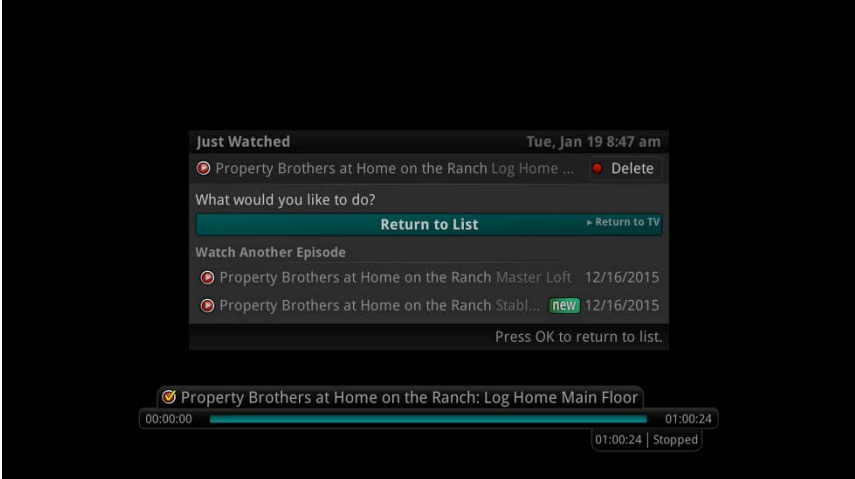 Just Watched Tue, Jan 19 8:47 am
Property Brothers at Home on the Ranch Log Home ... Delete
What would you like to do?
Return to List ▸ Return to TV
Watch Another Episode
Property Brothers at Home on the Ranch Master Loft 12/16/2015
Property Brothers at Home on the Ranch Stabl... new 12/16/2015
Press OK to return to list.
Property Brothers at Home on the Ranch: Log Home Main Floor
00:00:00 01:00:24
01:00:24 | Stopped